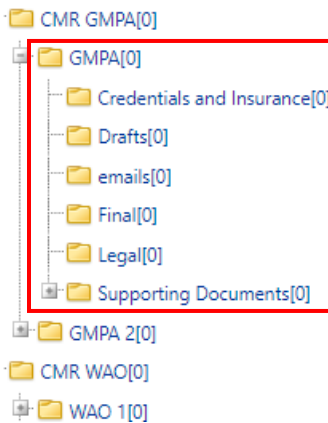 CMR GMPA[0]
GMPA[0]
Credentials and Insurance[0]
Drafts[0]
emails[0]
Final[0]
Legal[0]
Supporting Documents[0]
GMPA 2[0]
CMR WAO[0]
WAO 1[0]